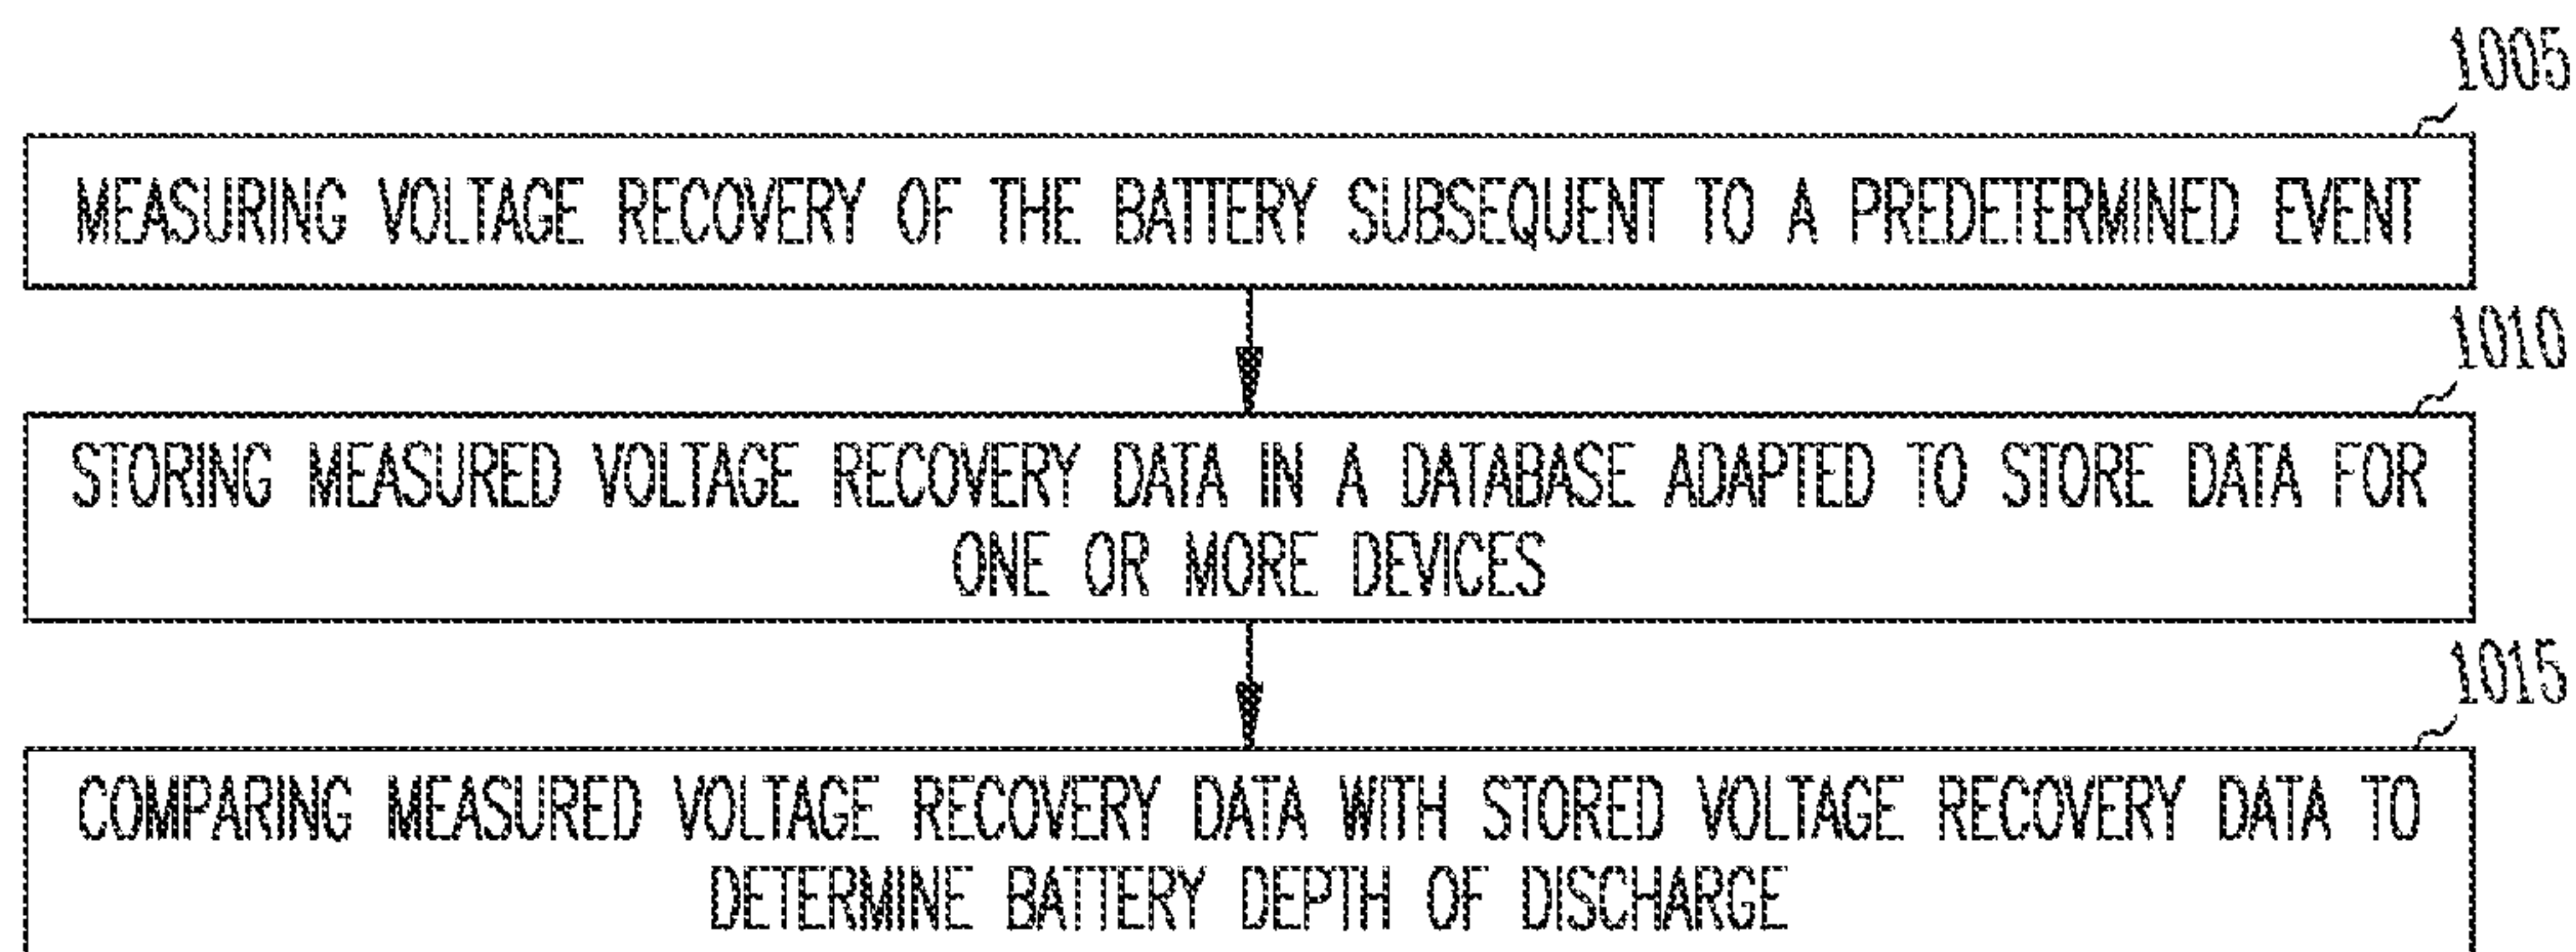 1005
MEASURING VOLTAGE RECOVERY OF THE BATTERY SUBSEQUENT TO A PREDETERMINED EVENT
1010
STORING MEASURED VOLTAGE RECOVERY DATA IN A DATABASE ADAPTED TO STORE DATA FOR
ONE OR MORE DEVICES
1015
COMPARING MEASURED VOLTAGE RECOVERY DATA WITH STORED VOLTAGE RECOVERY DATA TO
DETERMINE BATTERY DEPTH OF DISCHARGE